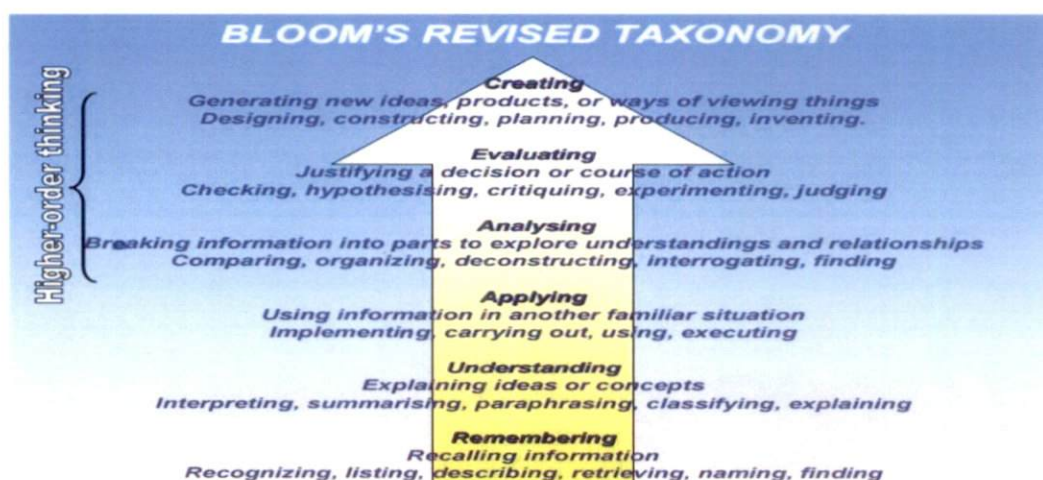 BLOOM'S REVISED TAXONOMY
Higher-order thinking
Creating
Generating new ideas, products, or ways of viewing things
Designing, constructing, planning, producing, inventing.
Evaluating
Justifying a decision or course of action
Checking, hypothesising, critiquing, experimenting, judging
Analysing
Breaking information into parts to explore understandings and relationships
Comparing, organizing, deconstructing, interrogating, finding
Applying
Using information in another familiar situation
Implementing, carrying out, using, executing
Understanding
Explaining ideas or concepts
Interpreting, summarising, paraphrasing, classifying, explaining
Remembering
Recalling information
Recognizing, listing, describing, retrieving, naming, finding